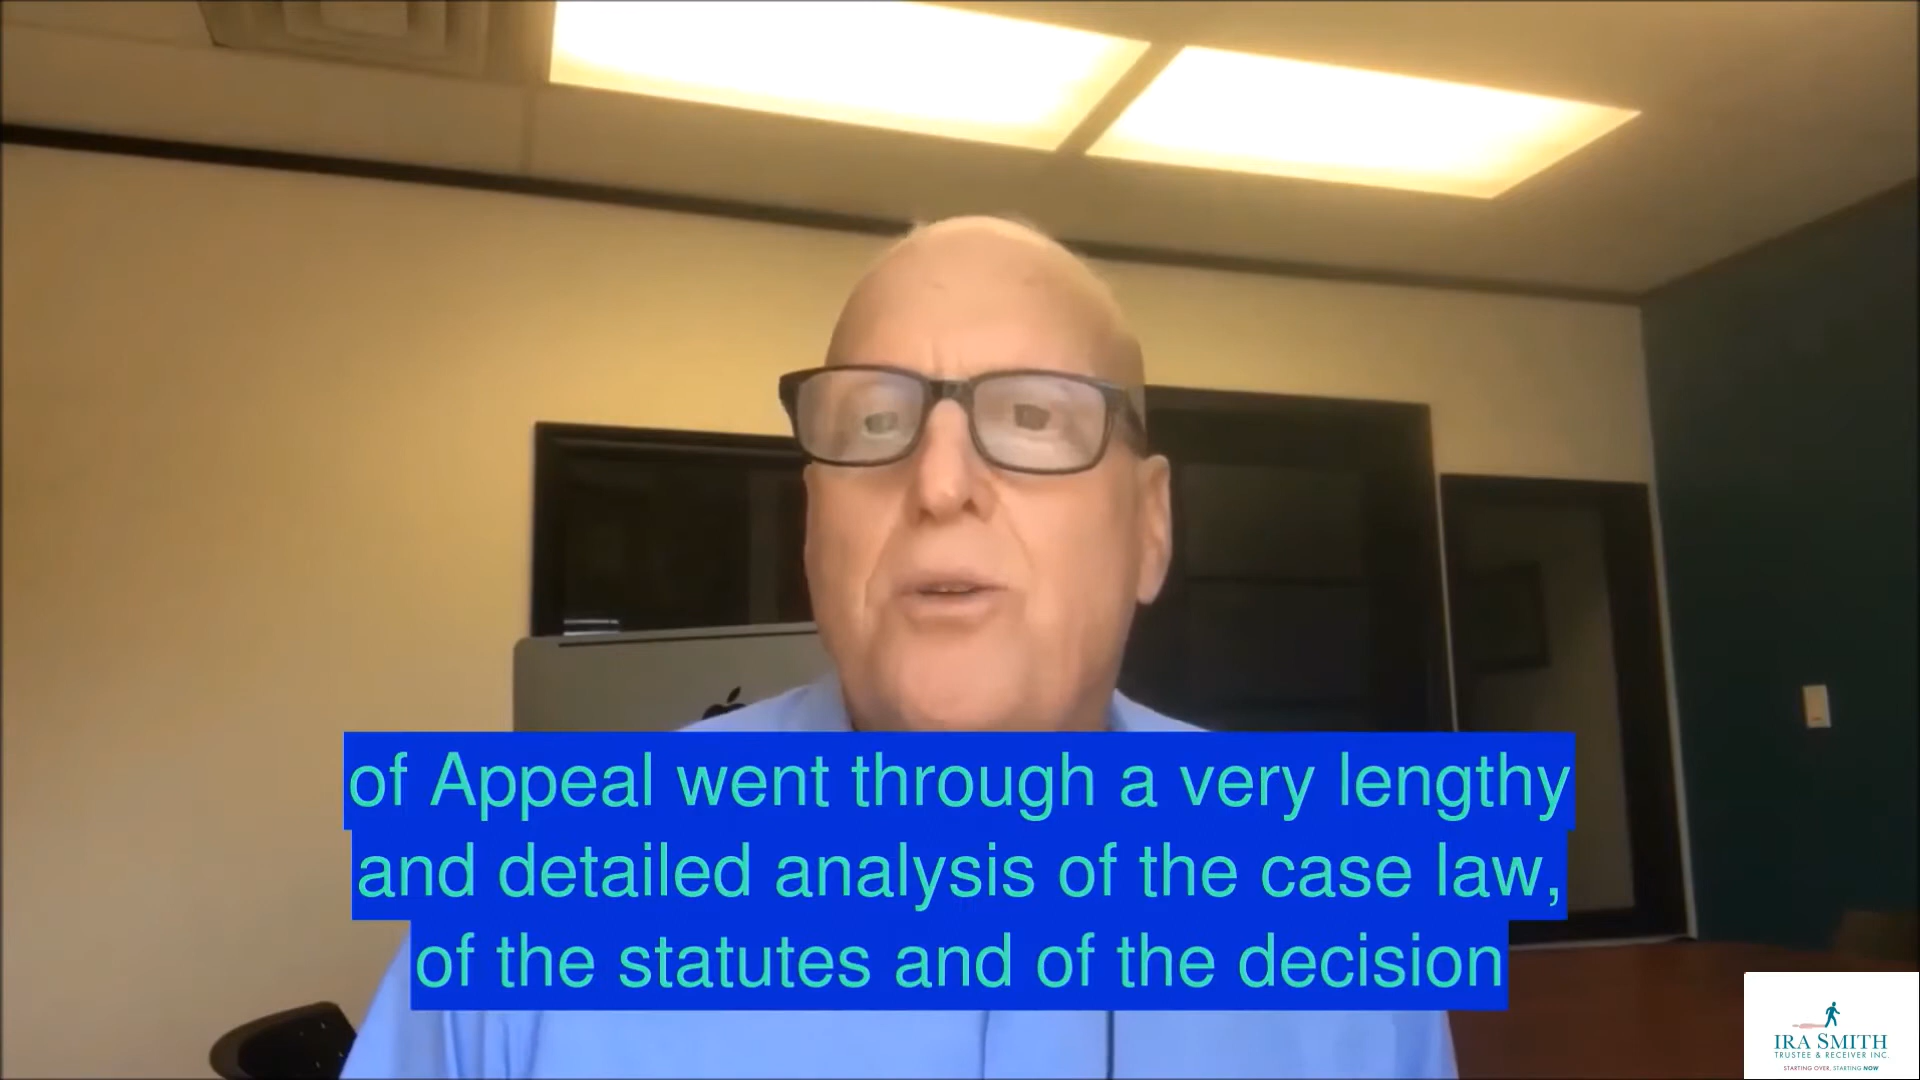 of Appeal went through a very lengthy
and detailed analysis of the case law,
of the statutes and of the decision
IRA SMITH
TRUSTEE & RECEIVER INC.
STARTING OVER, STARTING NOW